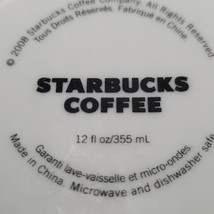 © 2008 Starbucks Coffee Company. All Rights Reserved
Tous Droits Réservés. Fabriqué en Chine.
STARBUCKS
COFFEE
12 fl oz/355 mL
Garanti lave-vaisselle et micro-ondes
Made in China. Microwave and dishwasher safe